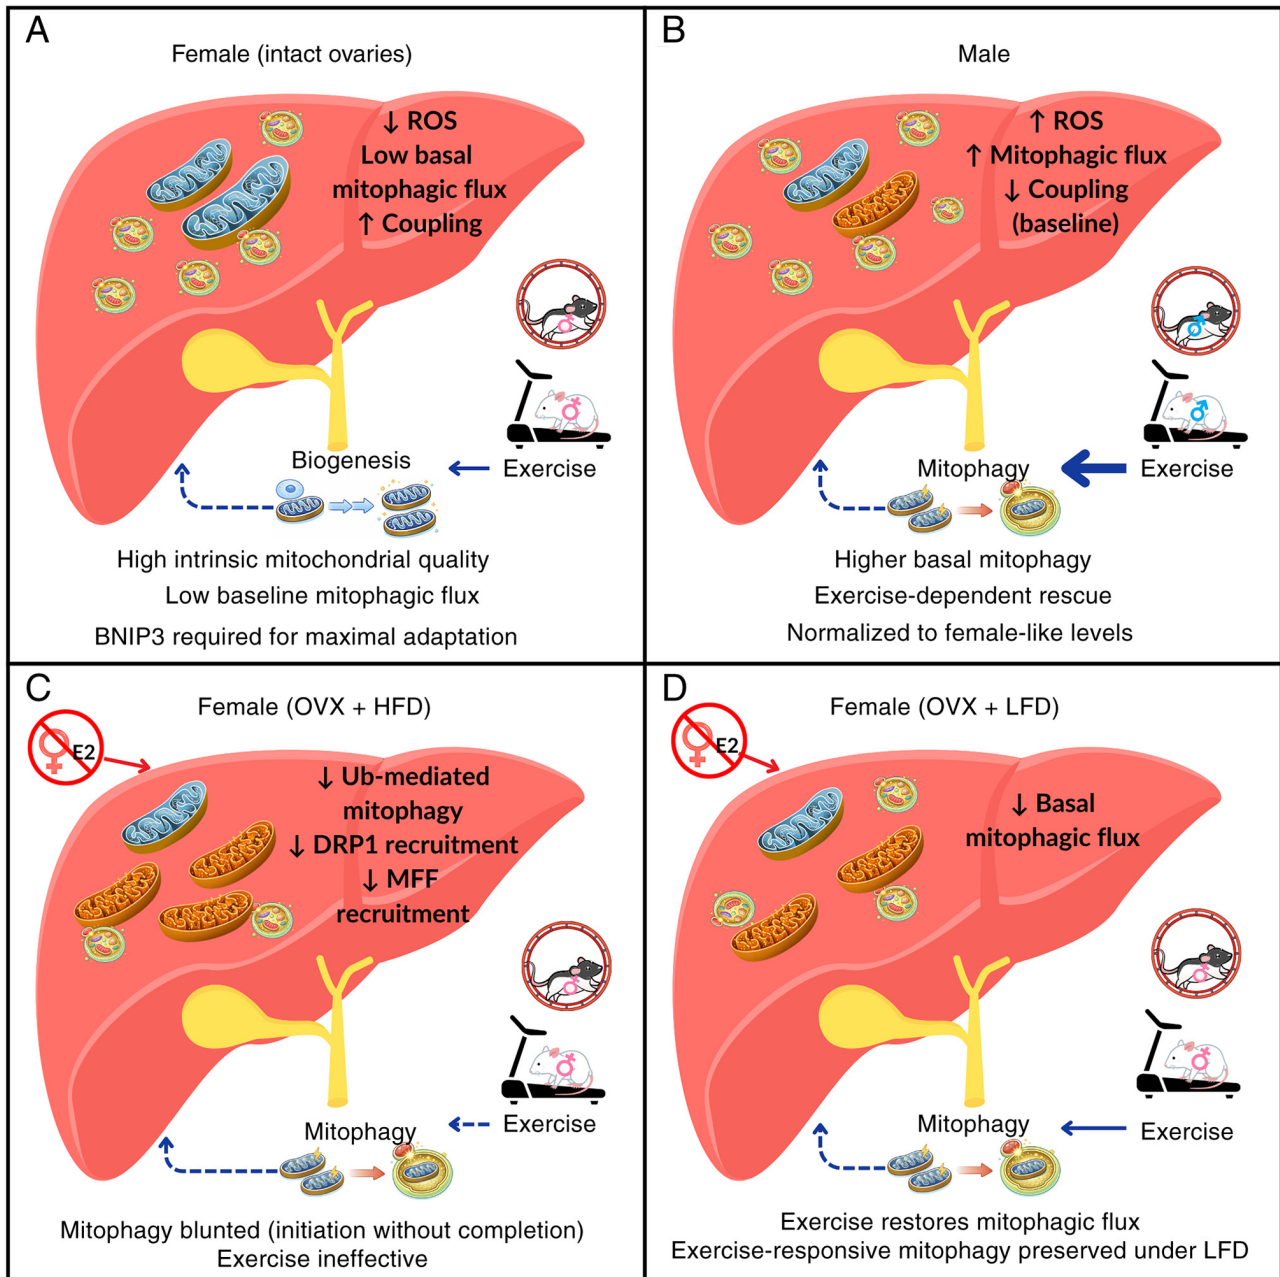 A
Female (intact ovaries)
↓ ROS
Low basal
mitophagic flux
↑ Coupling
Biogenesis
Exercise
High intrinsic mitochondrial quality
Low baseline mitophagic flux
BNIP3 required for maximal adaptation
B
Male
↑ ROS
↑ Mitophagic flux
↓ Coupling
(baseline)
Mitophagy
Exercise
Higher basal mitophagy
Exercise-dependent rescue
Normalized to female-like levels
C
Female (OVX + HFD)
E2
↓ Ub-mediated
mitophagy
↓ DRP1 recruitment
↓ MFF
recruitment
Mitophagy
Exercise
Mitophagy blunted (initiation without completion)
Exercise ineffective
D
Female (OVX + LFD)
E2
↓ Basal
mitophagic flux
Mitophagy
Exercise
Exercise restores mitophagic flux
Exercise-responsive mitophagy preserved under LFD